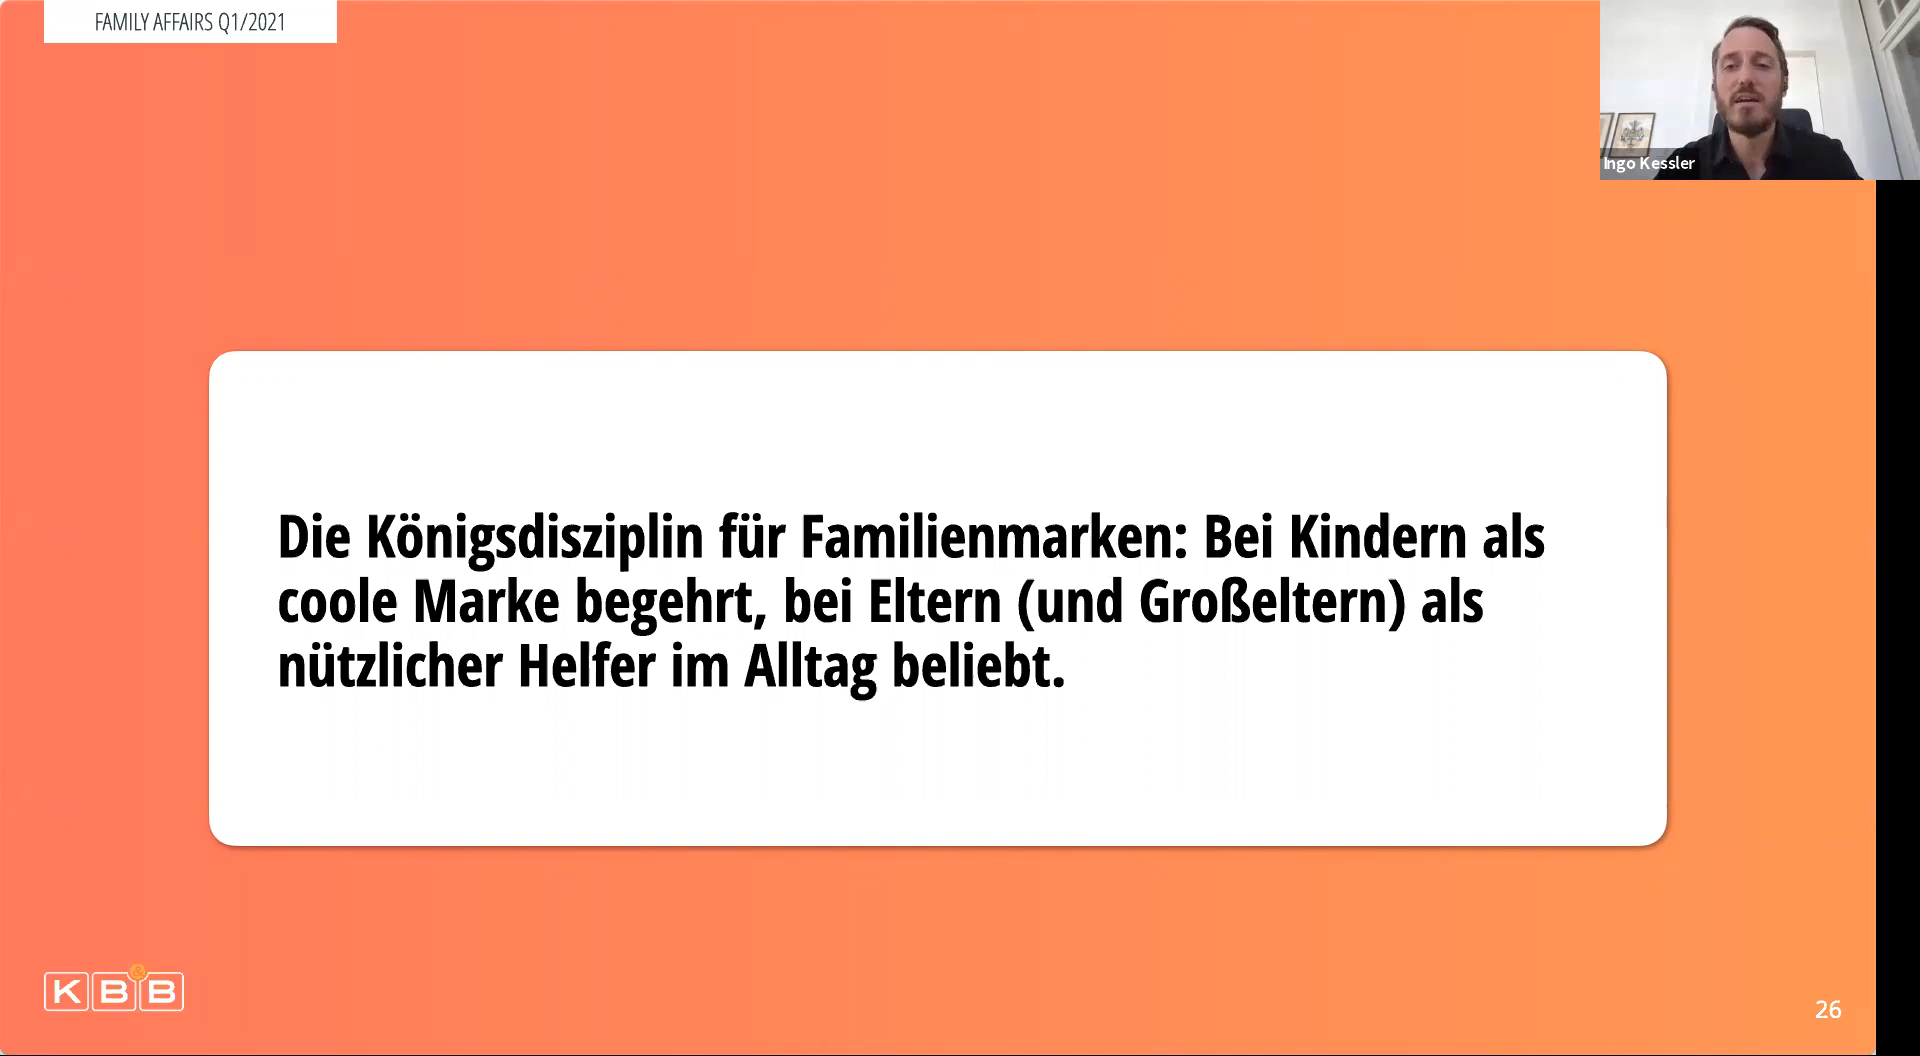 FAMILY AFFAIRS Q1/2021
Ingo Kessler
Die Königsdisziplin für Familienmarken: Bei Kindern als
coole Marke begehrt, bei Eltern (und Großeltern) als
nützlicher Helfer im Alltag beliebt.
KB&B
26